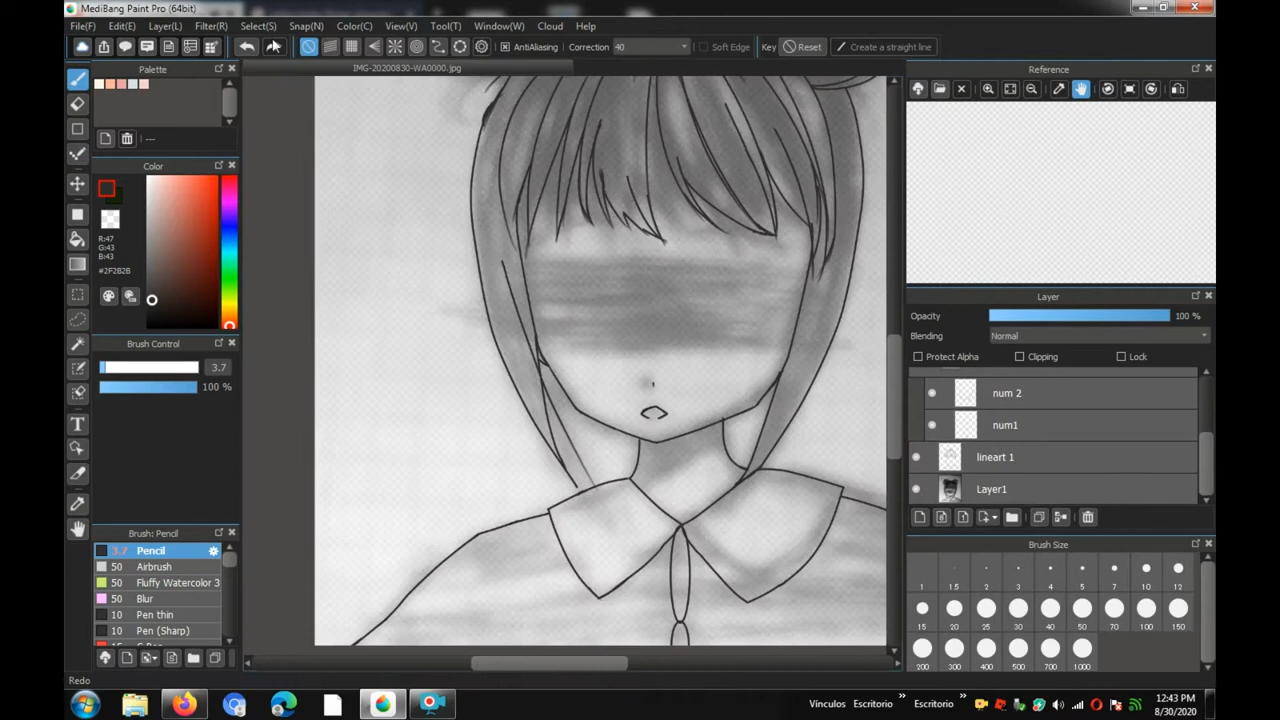 MediBang Paint Pro (64bit)
File(F) Edit(E) Layer(L) Filter(R) Select(S) Snap(N) Color(C) View(V) Tool(T) Window(W) Cloud Help
AntiAliasing Correction 40 Soft Edge Key Reset Create a straight line
Palette
IMG-20200830-WA0000.jpg
Reference
---
Color
R:47
G:43
B:43
#2F2B2B
Layer
Opacity 100 %
Blending Normal
Protect Alpha Clipping Lock
Brush Control
3.7
100 %
num 2
num1
lineart 1
Layer1
Brush: Pencil
3.7 Pencil
50 Airbrush
50 Fluffy Watercolor 3
50 Blur
10 Pen thin
10 Pen (Sharp)
Brush Size
1 1.5 2 3 4 5 7 10 12
15 20 25 30 40 50 70 100 150
200 300 400 500 700 1000
T
Redo
Vínculos » Escritorio » Escritorio
12:43 PM
8/30/2020